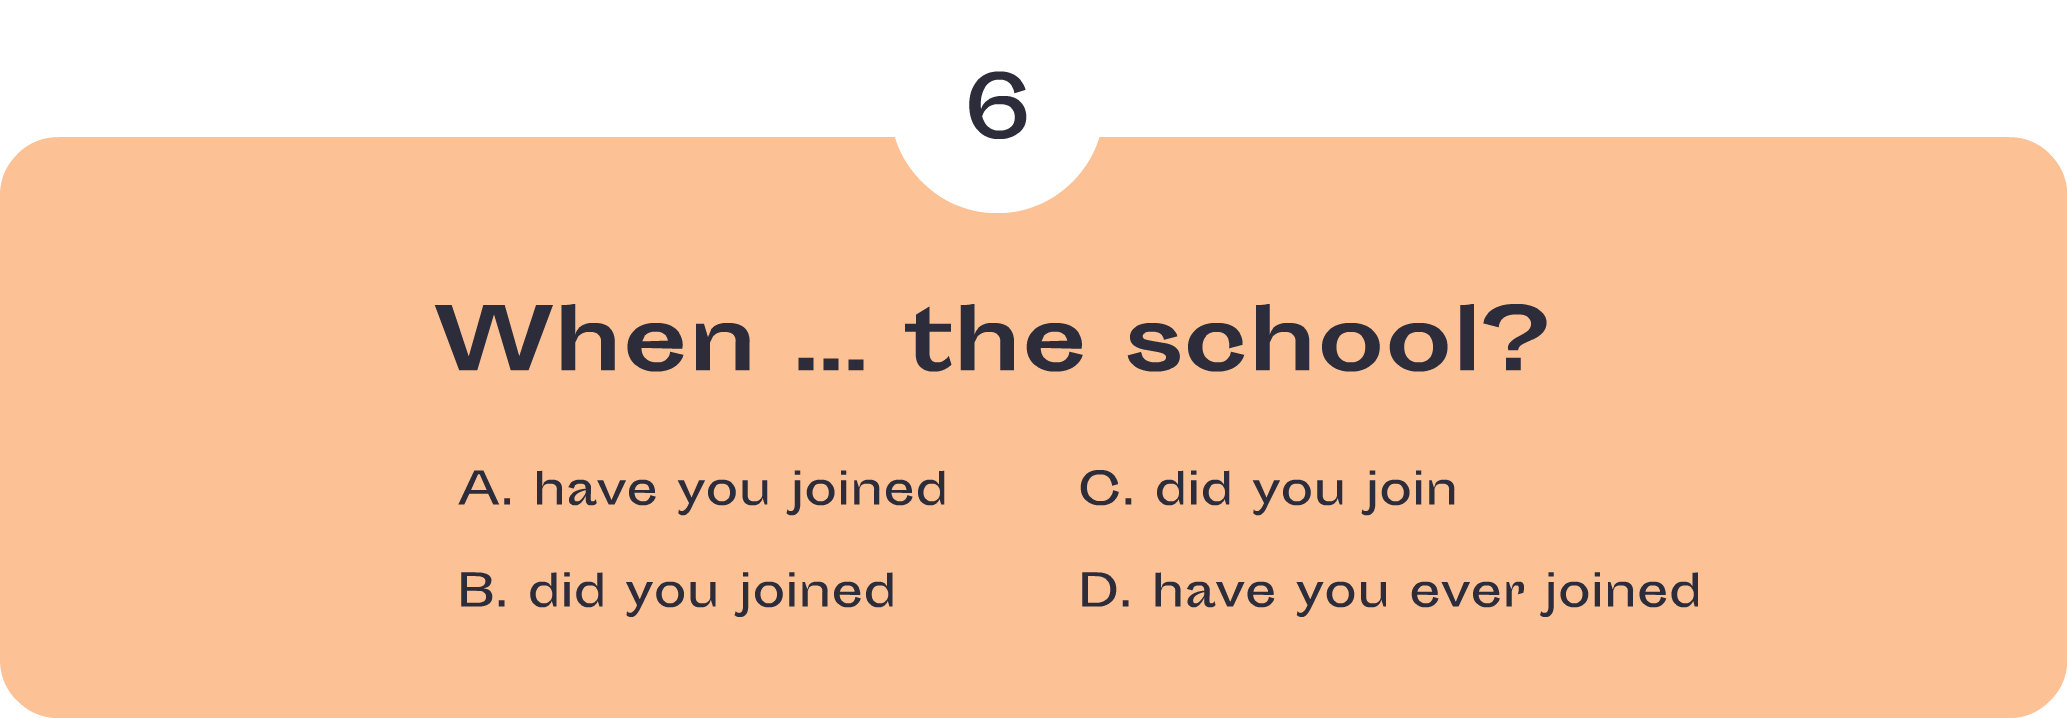 6
When ... the school?
A. have you joined
B. did you joined
C. did you join
D. have you ever joined